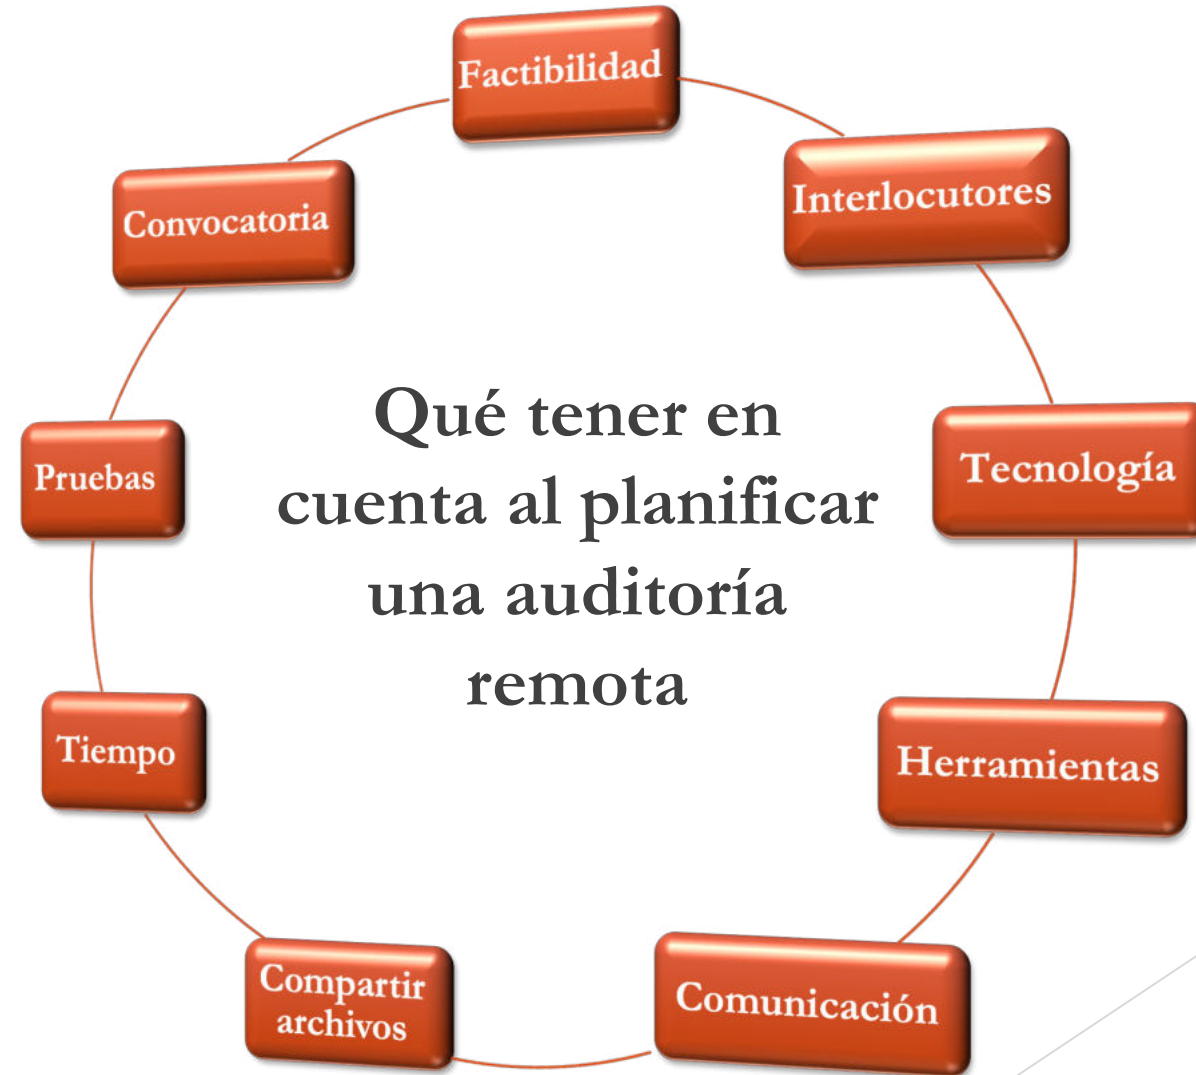 Factibilidad
Interlocutores
Tecnología
Herramientas
Comunicación
Compartir
archivos
Tiempo
Pruebas
Convocatoria
Qué tener en
cuenta al planificar
una auditoría
remota